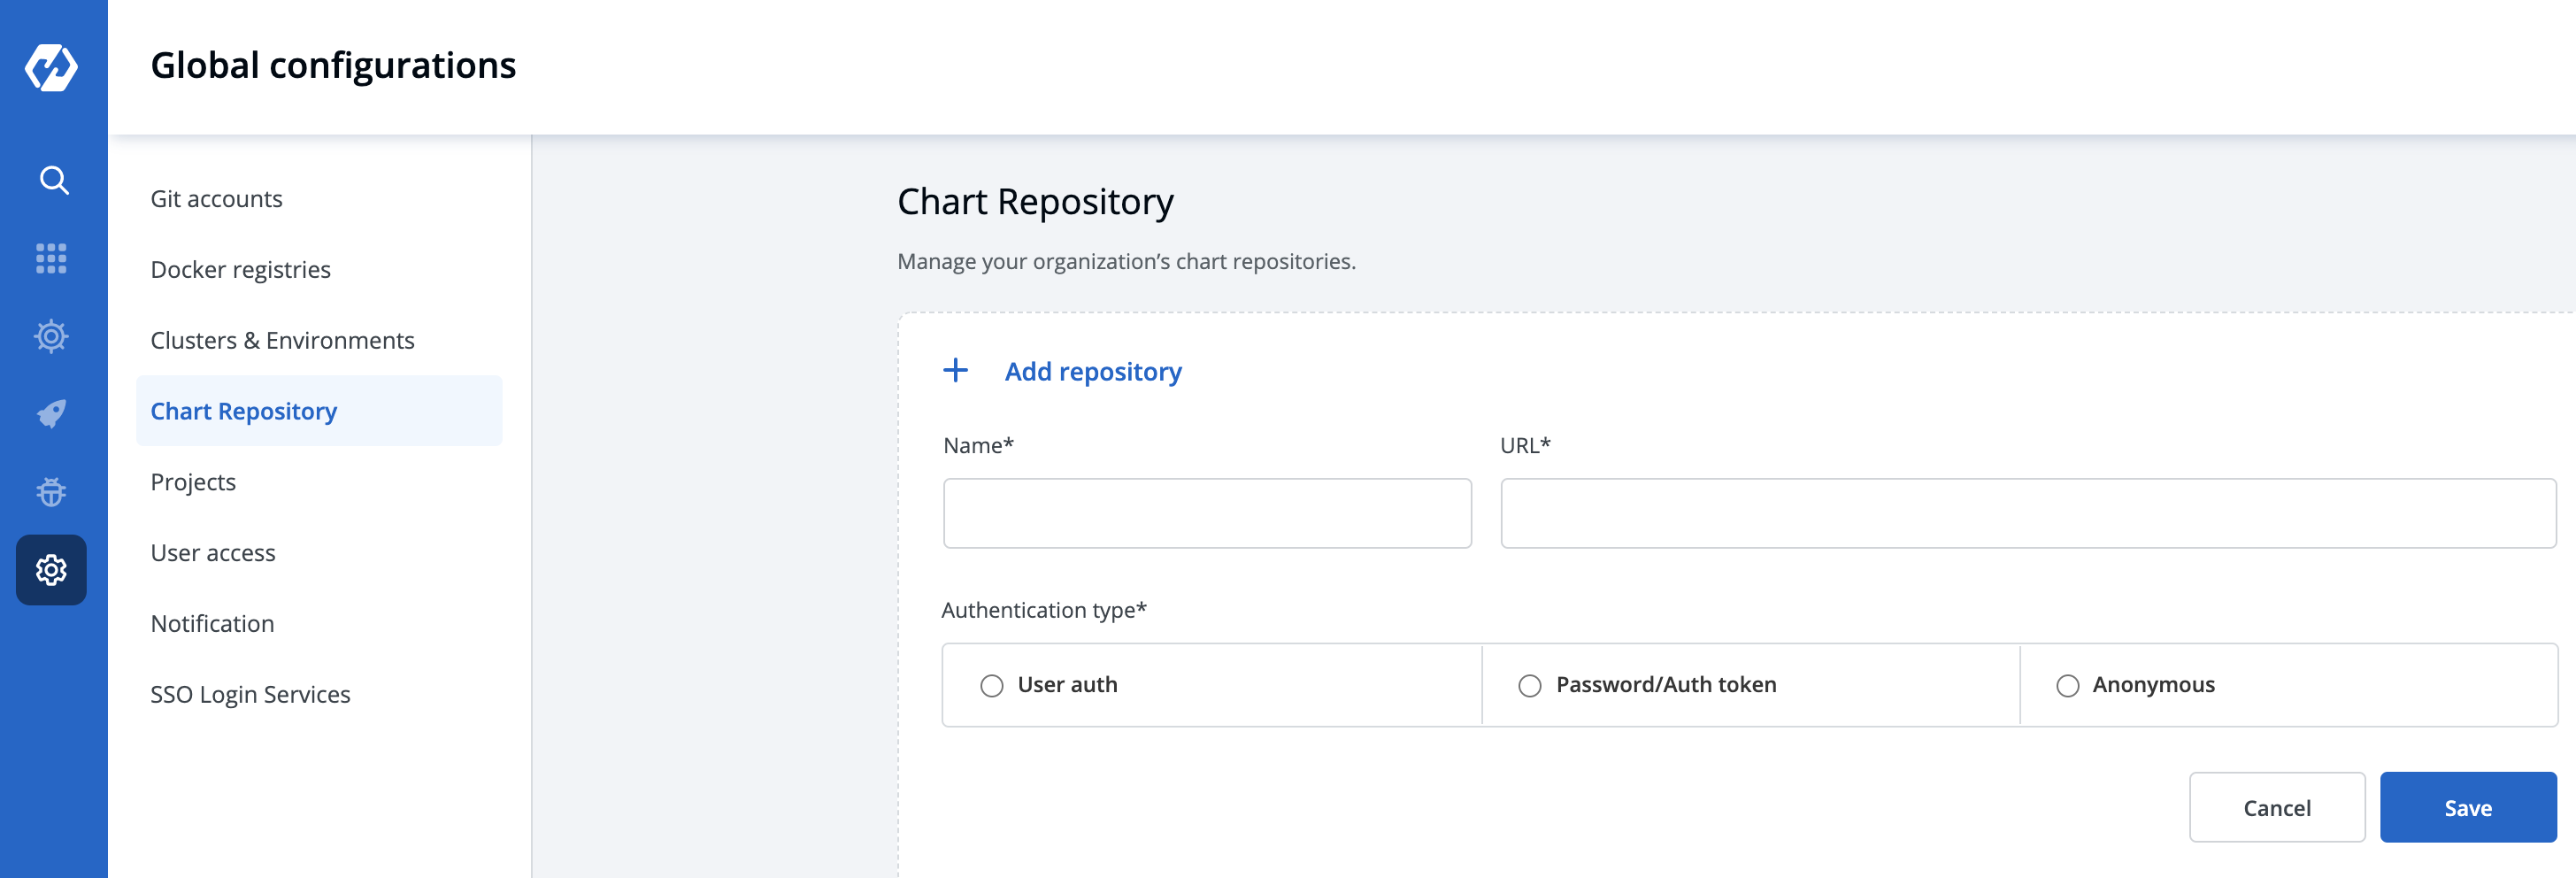 Global configurations
Git accounts
Docker registries
Clusters & Environments
Chart Repository
Projects
User access
Notification
SSO Login Services
Chart Repository
Manage your organization’s chart repositories.
+ Add repository
Name*
URL*
Authentication type*
User auth
Password/Auth token
Anonymous
Cancel
Save